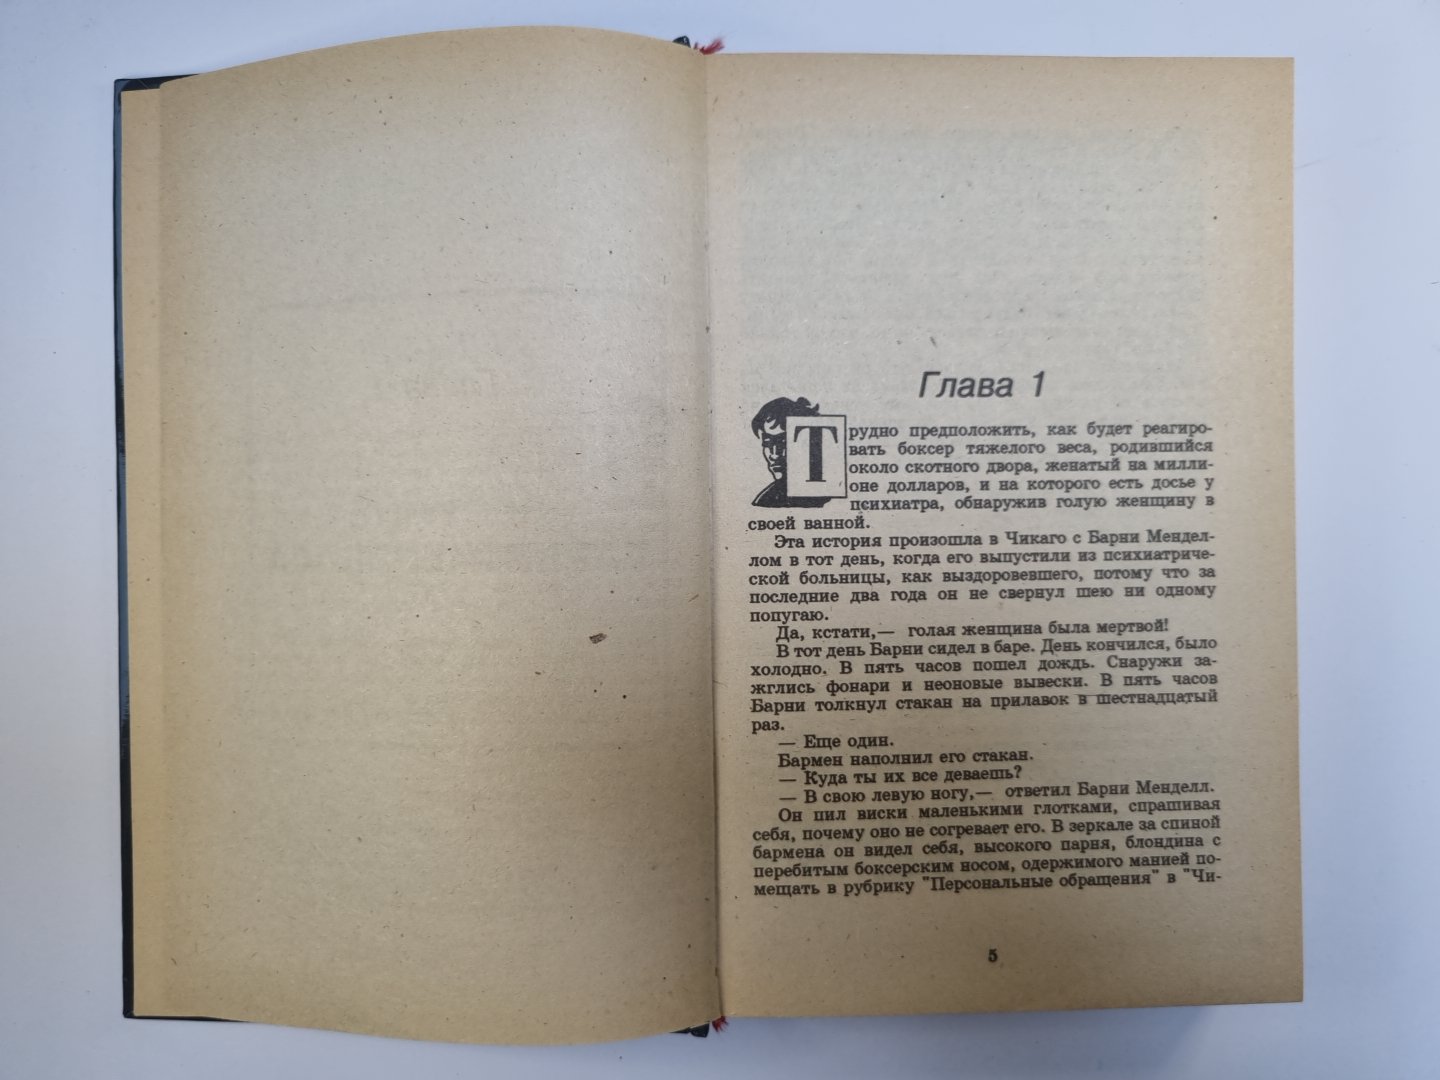 Глава 1
Трудно предположить, как будет реагиро-
вать боксер тяжелого веса, родившийся
около скотного двора, женатый на милли-
оне долларов, и на которого есть досье у
психиатра, обнаружив голую женщину в
своей ванной.
Эта история произошла в Чикаго с Барни Мендел-
лом в тот день, когда его выпустили из психиатриче-
ской больницы, как выздоровевшего, потому что за
последние два года он не свернул шею ни одному
попугаю.
Да, кстати,— голая женщина была мертвой!
В тот день Барни сидел в баре. День кончился, было
холодно. В пять часов пошел дождь. Снаружи за-
жглись фонари и неоновые вывески. В пять часов
Барни толкнул стакан на прилавок в шестнадцатый
раз.
— Еще один.
Бармен наполнил его стакан.
— Куда ты их все деваешь?
— В свою левую ногу,— ответил Барни Менделл.
Он пил виски маленькими глотками, спрашивая
себя, почему оно не согревает его. В зеркале за спиной
бармена он видел себя, высокого парня, блондина с
перебитым боксерским носом, одержимого манией по-
мещать в рубрику "Персональные обращения" в "Чи-
5